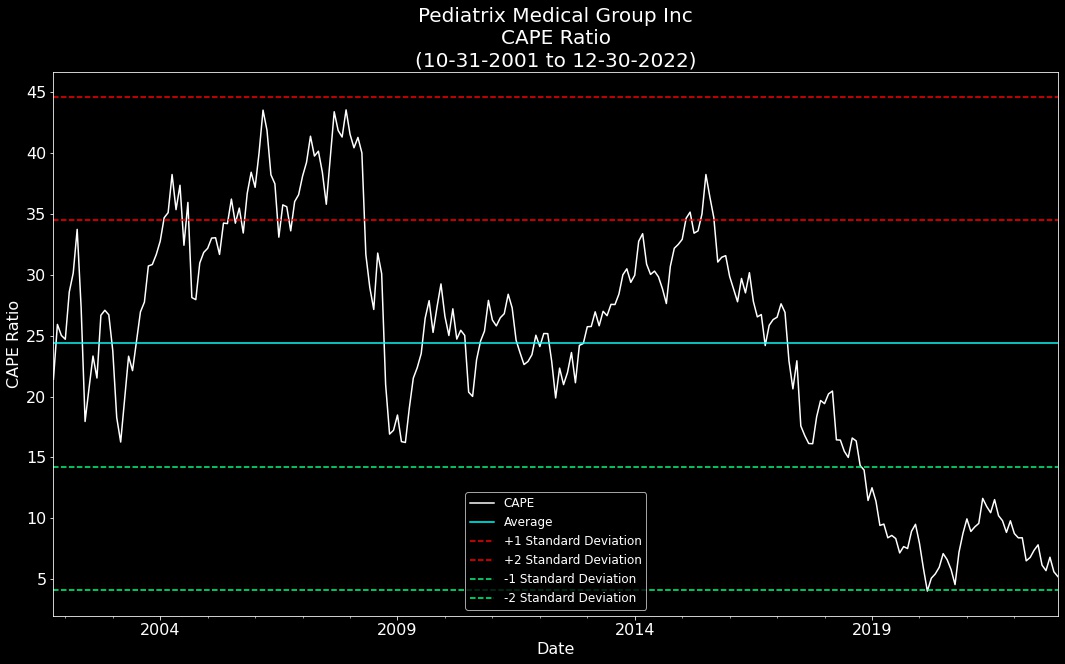 Pediatrix Medical Group Inc
CAPE Ratio
(10-31-2001 to 12-30-2022)
45
40
35
30
25
20
15
10
5
CAPE Ratio
CAPE
Average
+1 Standard Deviation
+2 Standard Deviation
-1 Standard Deviation
-2 Standard Deviation
2004
2009
2014
2019
Date